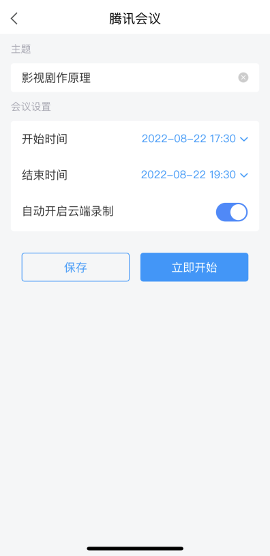 腾讯会议
主题
影视剧作原理
会议设置
开始时间 2022-08-22 17:30
结束时间 2022-08-22 19:30
自动开启云端录制
保存 立即开始